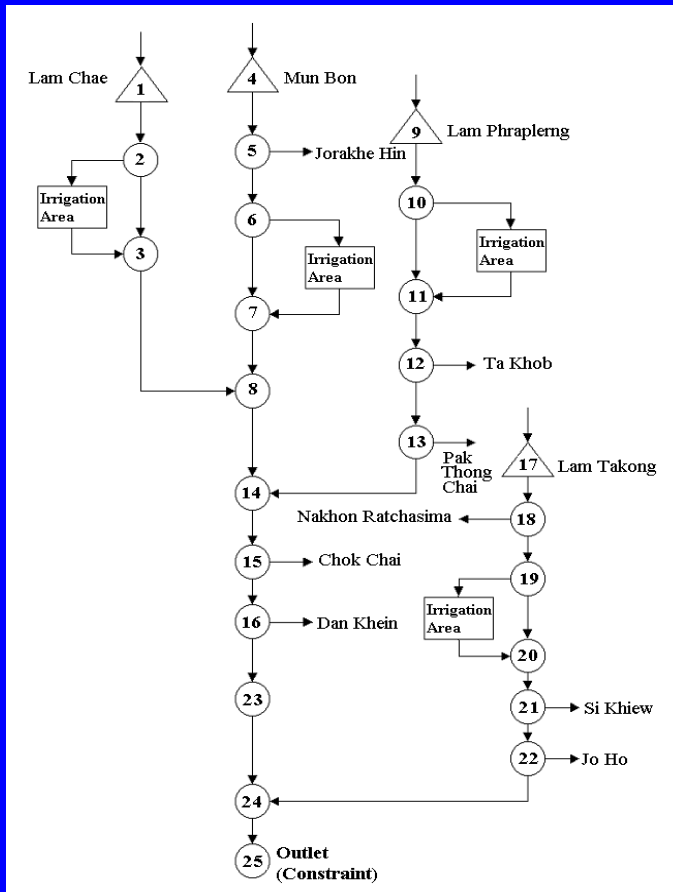 Lam Chae
1
2
Irrigation
Area
3
4
Mun Bon
5
Jorakhe Hin
6
Irrigation
Area
7
8
9
Lam Phraplerng
10
Irrigation
Area
11
12
Ta Khob
13
Pak
Thong
Chai
14
15
Chok Chai
16
Dan Khein
17
Lam Takong
Nakhon Ratchasima
18
19
Irrigation
Area
20
21
Si Khiew
22
Jo Ho
23
24
25
Outlet
(Constraint)